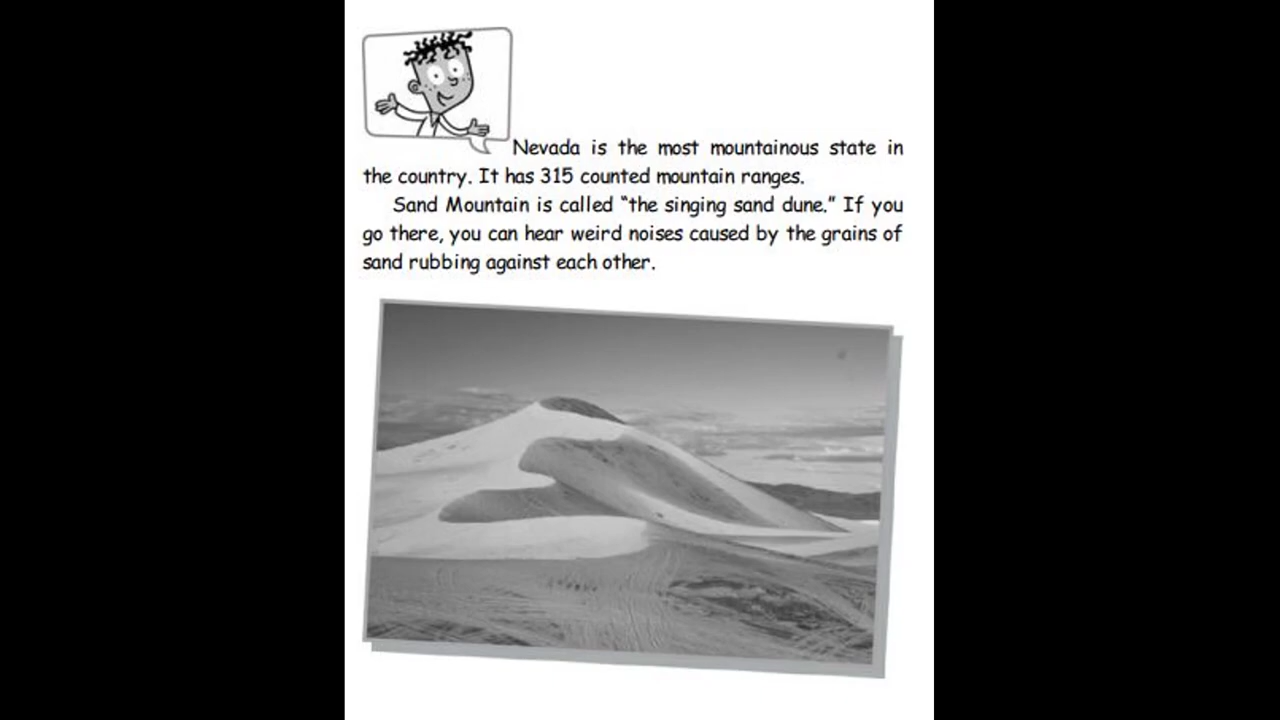 Nevada is the most mountainous state in
the country. It has 315 counted mountain ranges.
Sand Mountain is called “the singing sand dune.” If you
go there, you can hear weird noises caused by the grains of
sand rubbing against each other.